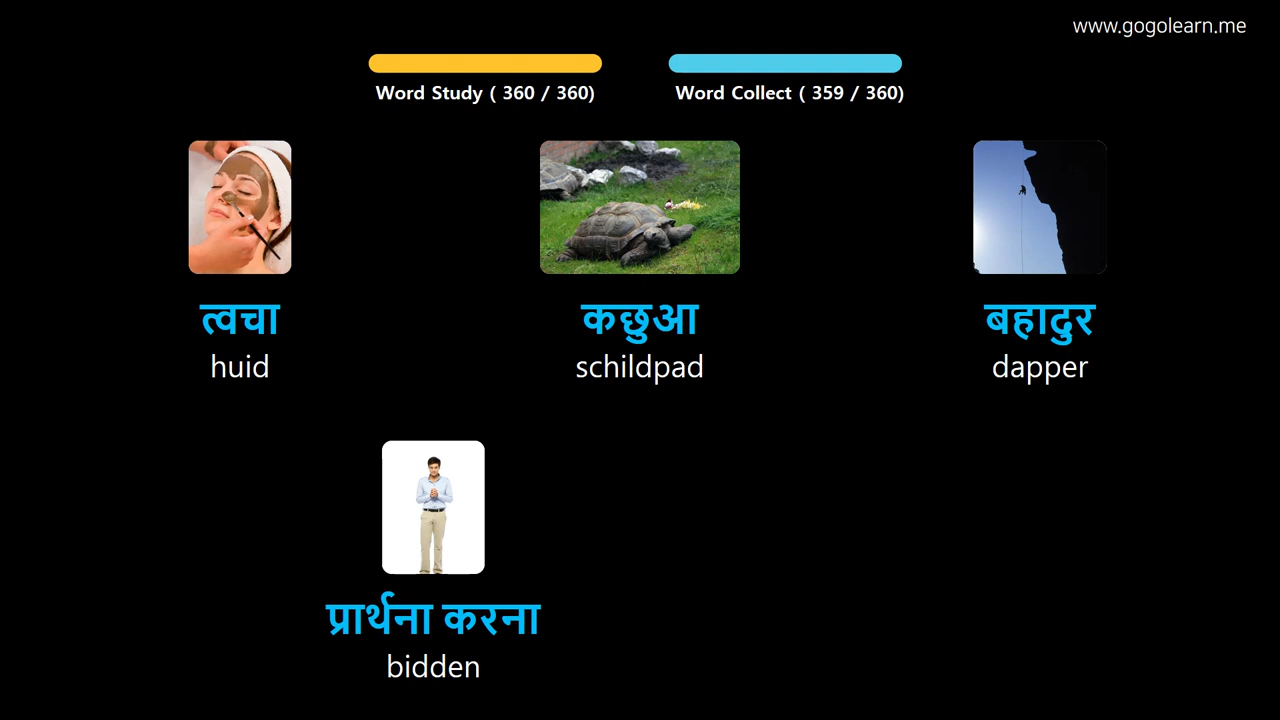 www.gogolearn.me
Word Study ( 360 / 360)
Word Collect ( 359 / 360)
त्वचा
huid
कछुआ
schildpad
बहादुर
dapper
प्रार्थना करना
bidden